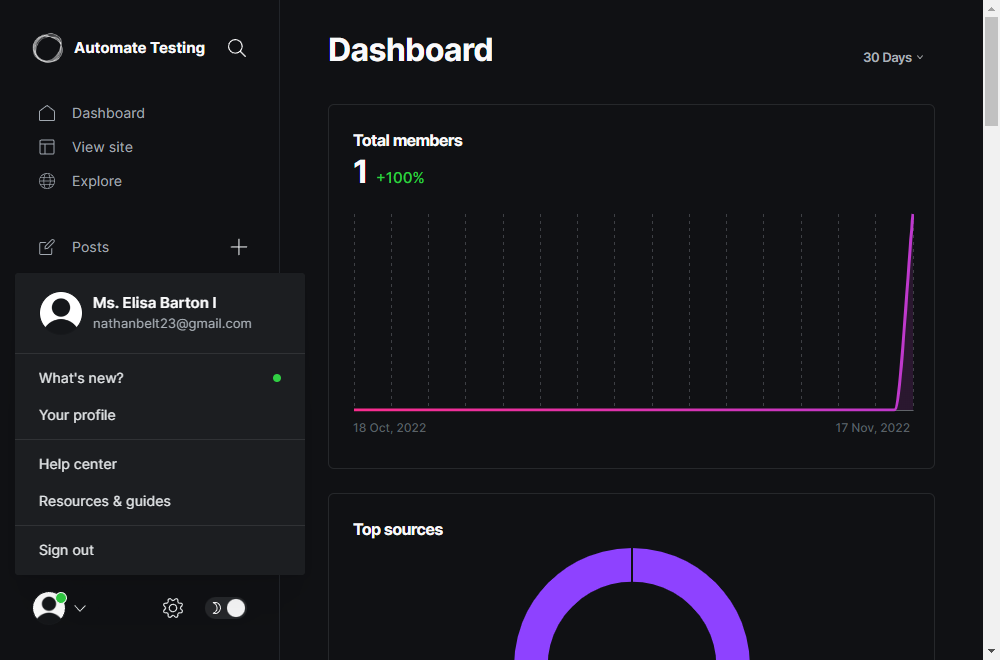 Automate Testing
Dashboard
View site
Explore
Posts
Ms. Elisa Barton I
nathanbelt23@gmail.com
What's new?
Your profile
Help center
Resources & guides
Sign out
Dashboard
30 Days
Total members
1 +100%
18 Oct, 2022
17 Nov, 2022
Top sources